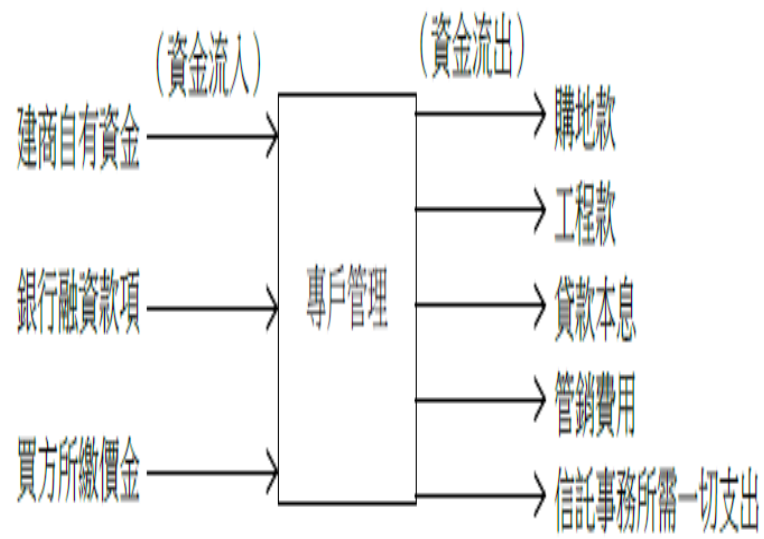 （資金流入）
（資金流出）
建商自有資金
銀行融資款項
買方所繳價金
專戶管理
購地款
工程款
貸款本息
管銷費用
信託事務所需一切支出